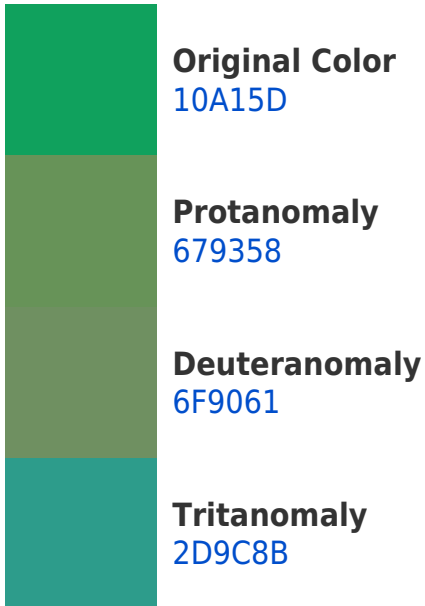 Original Color
10A15D
Protanomaly
679358
Deuteranomaly
6F9061
Tritanomaly
2D9C8B